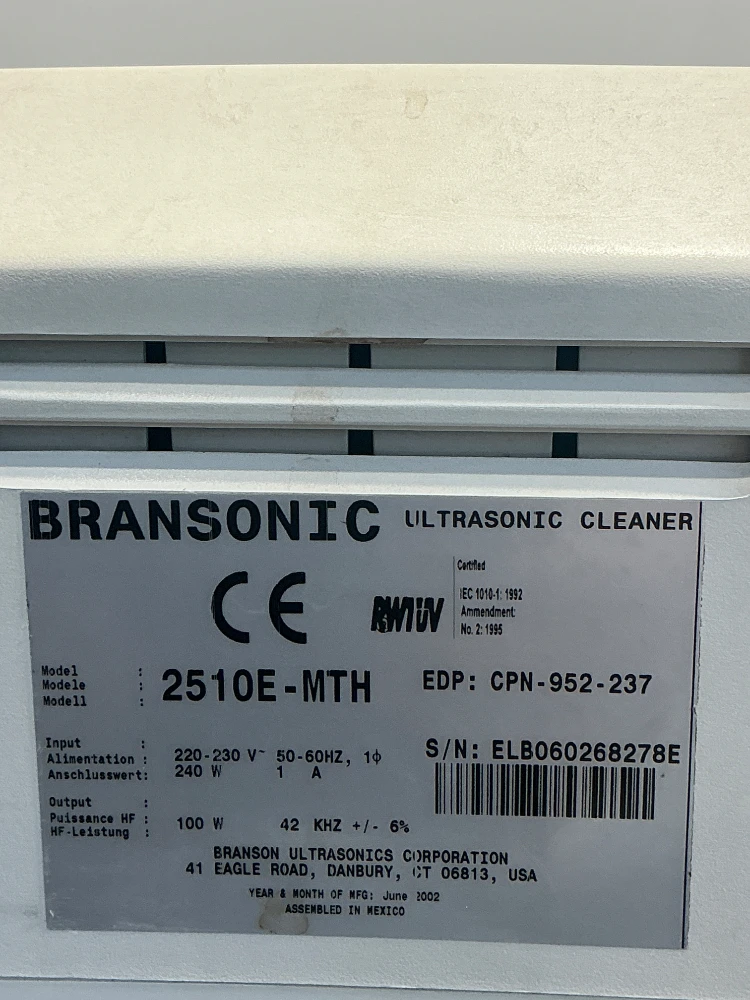 BRANSONIC ULTRASONIC CLEANER
CE
RWTÜV
Certified
IEC 1010-1: 1992
Ammendment
No. 2: 1995
Model :
Modele :
Modell :
2510E-MTH
EDP: CPN-952-237
Input :
Alimentation :
Anschlusswert:
220-230 V~ 50-60HZ, 1ϕ
240 W 1 A
S/N: ELB060268278E
Output :
Puissance HF :
HF-Leistung :
100 W 42 KHZ +/- 6%
BRANSON ULTRASONICS CORPORATION
41 EAGLE ROAD, DANBURY, CT 06813, USA
YEAR & MONTH OF MFG: June 2002
ASSEMBLED IN MEXICO